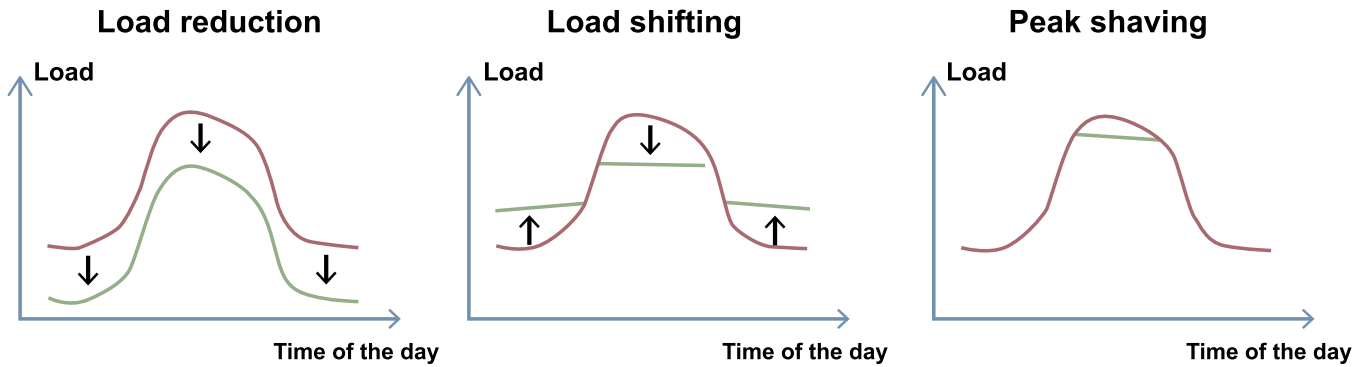 Load reduction
Load shifting
Peak shaving
Load
Load
Load
Time of the day
Time of the day
Time of the day